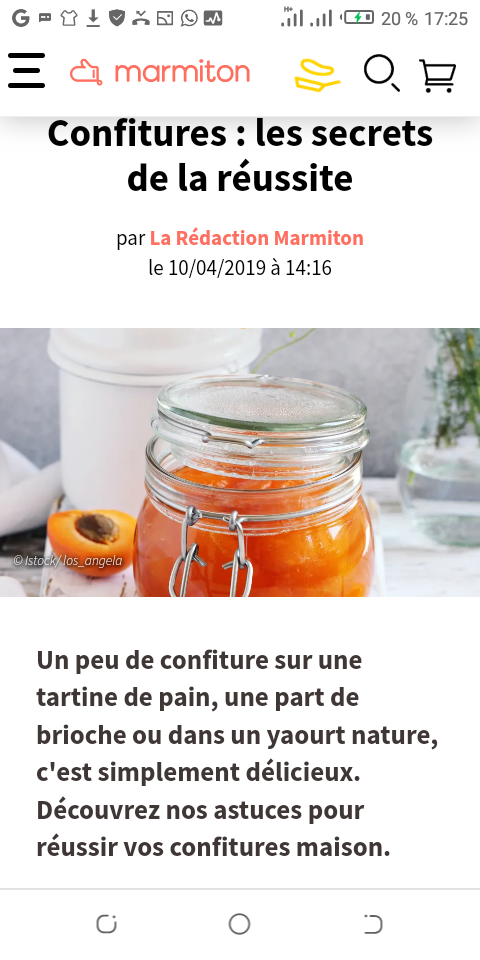 20 % 17:25
marmiton
Confitures : les secrets
de la réussite
par La Rédaction Marmiton
le 10/04/2019 à 14:16
© Istock/ los_angela
Un peu de confiture sur une
tartine de pain, une part de
brioche ou dans un yaourt nature,
c'est simplement délicieux.
Découvrez nos astuces pour
réussir vos confitures maison.